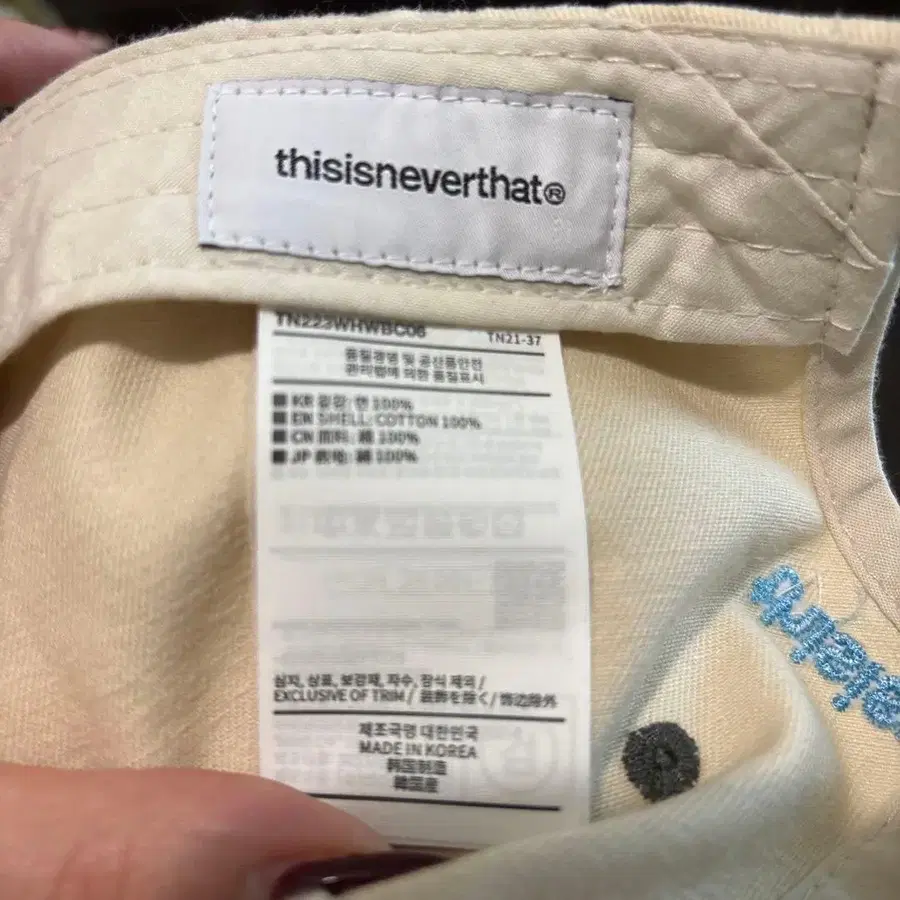 thisisneverthat®
TN223WHWBC06 TN21-37
품질경영 및 공산품안전
관리법에 의한 품질표시
KR 겉감: 면 100%
EN SHELL: COTTON 100%
CN 面料: 綿 100%
JP 表地: 綿 100%
심지, 상표, 보강재, 자수, 장식 제외 /
EXCLUSIVE OF TRIM / 装飾を除く / 饰边除外
제조국명 대한민국
MADE IN KOREA
韩国制造
韓国産